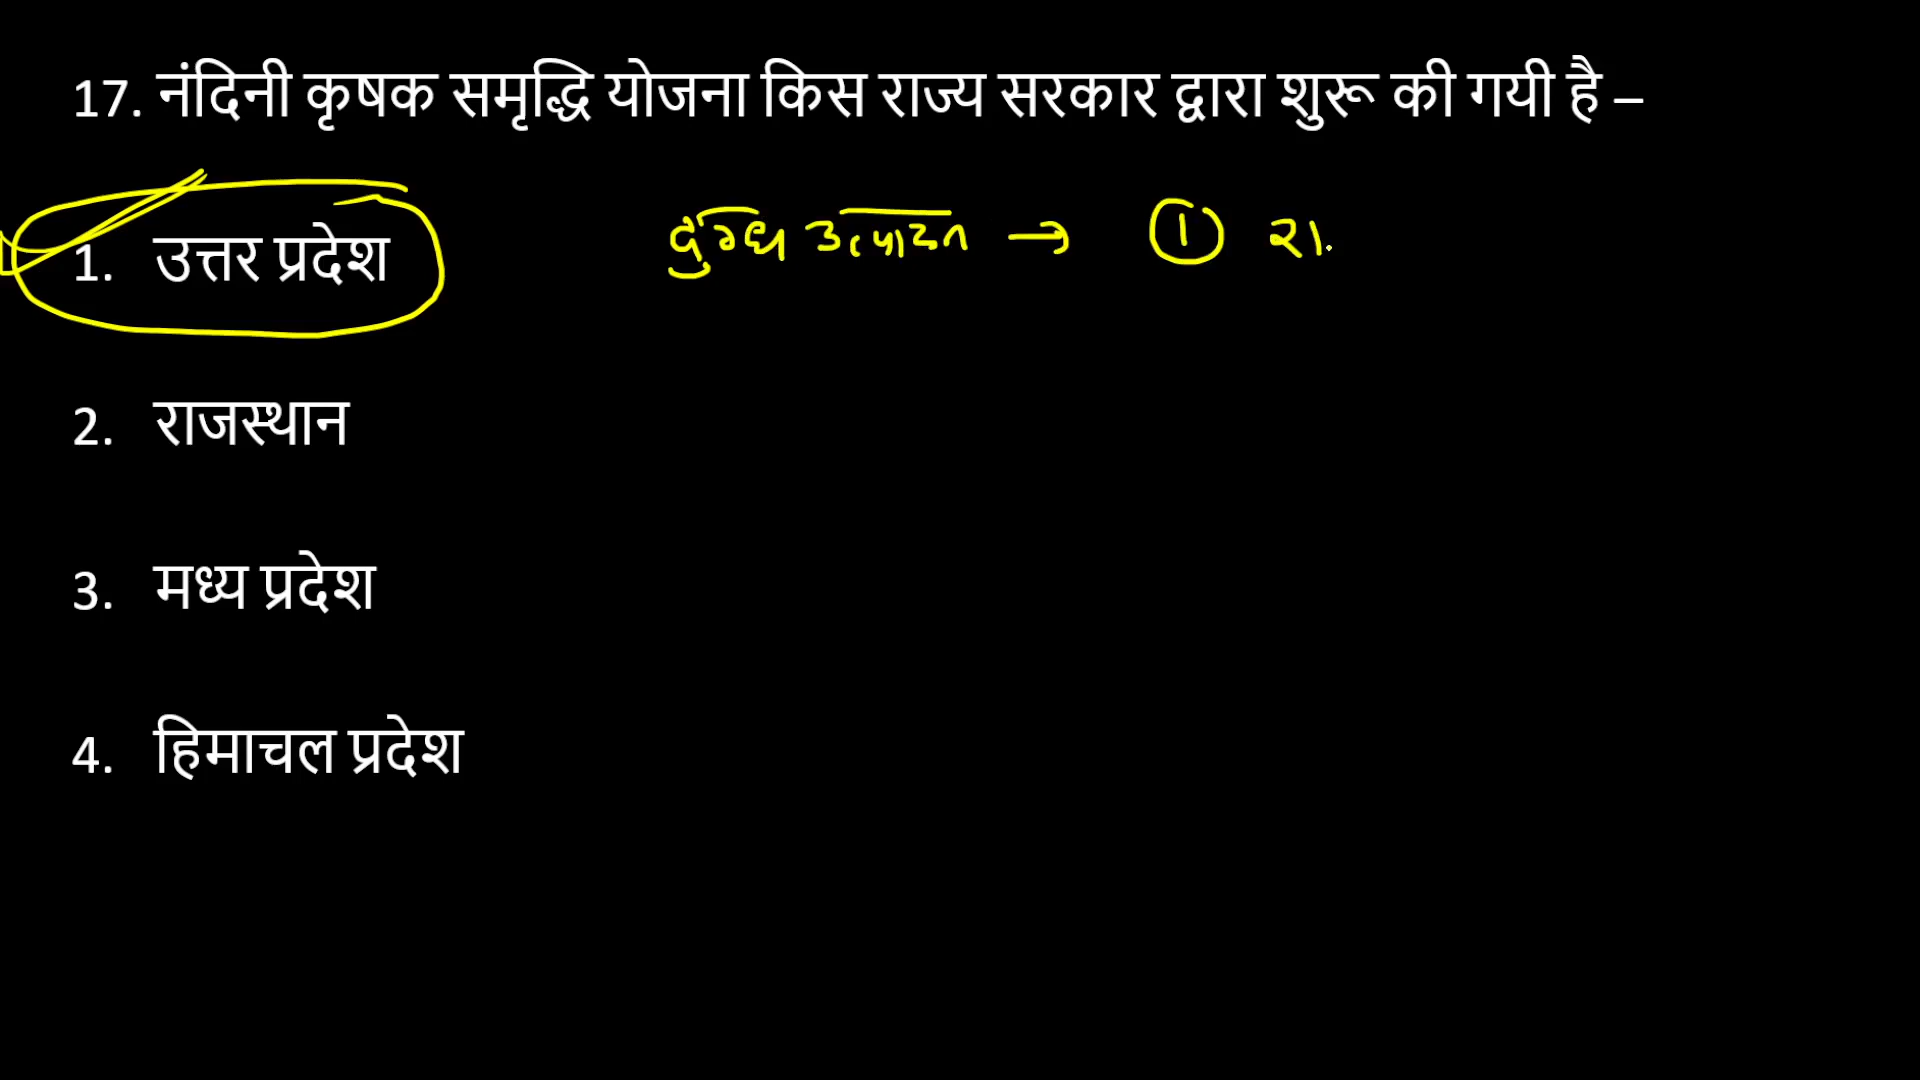 17. नंदिनी कृषक समृद्धि योजना किस राज्य सरकार द्वारा शुरू की गयी है –
1. उत्तर प्रदेश
दुग्ध उत्पादन → 1 रा
2. राजस्थान
3. मध्य प्रदेश
4. हिमाचल प्रदेश